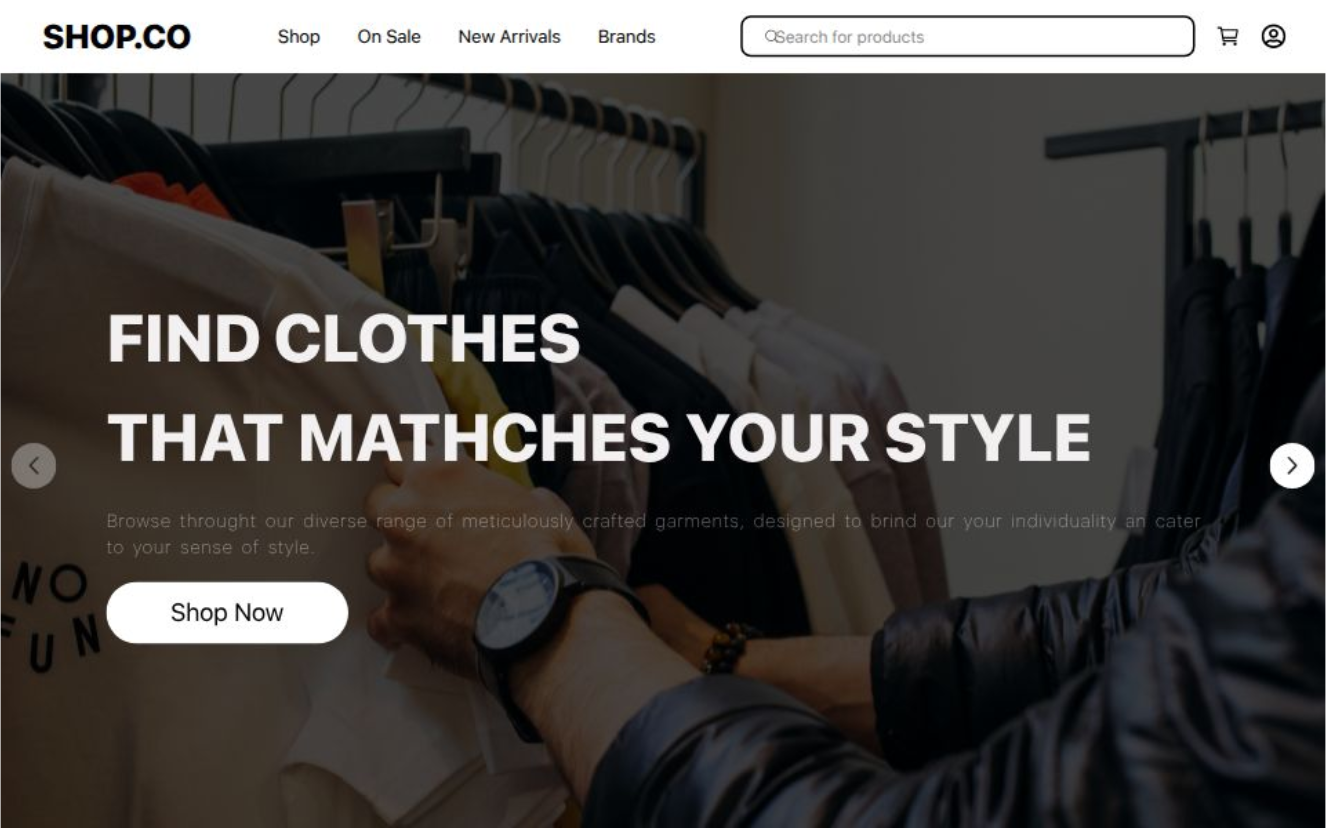 SHOP.CO
Shop
On Sale
New Arrivals
Brands
Search for products
FIND CLOTHES
THAT MATHCHES YOUR STYLE
Browse throught our diverse range of meticulously crafted garments, designed to brind our your individuality an cater
to your sense of style.
NO
FUN
Shop Now